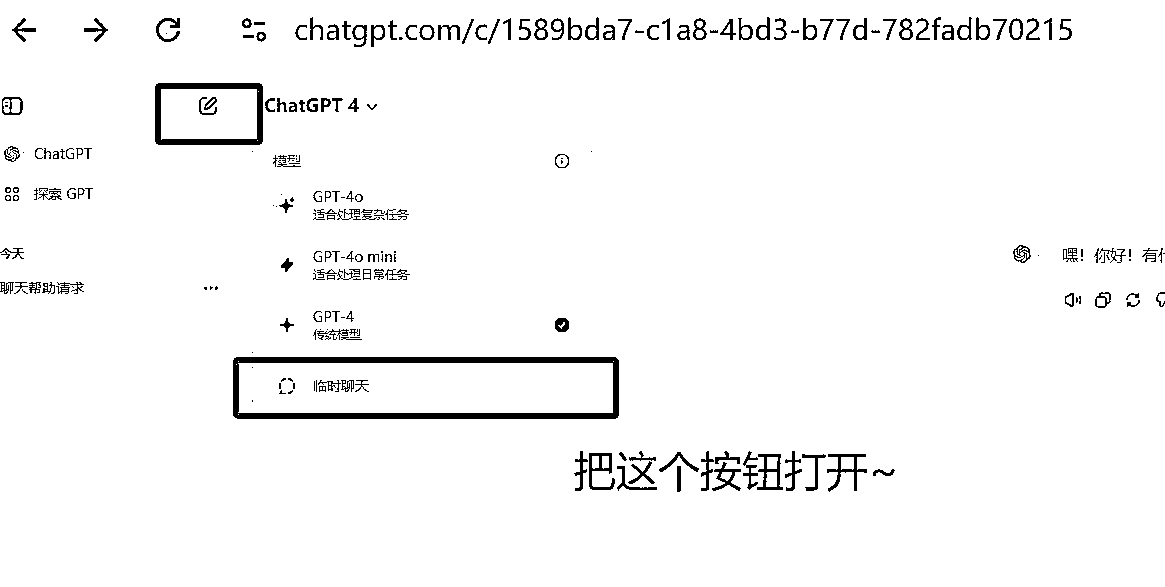 chatgpt.com/c/1589bda7-c1a8-4bd3-b77d-782fadb70215
ChatGPT 4
ChatGPT
探索 GPT
今天
聊天帮助请求
模型
GPT-4o
适合处理复杂任务
GPT-4o mini
适合处理日常任务
GPT-4
传统模型
临时聊天
嘿！你好！有什
把这个按钮打开~